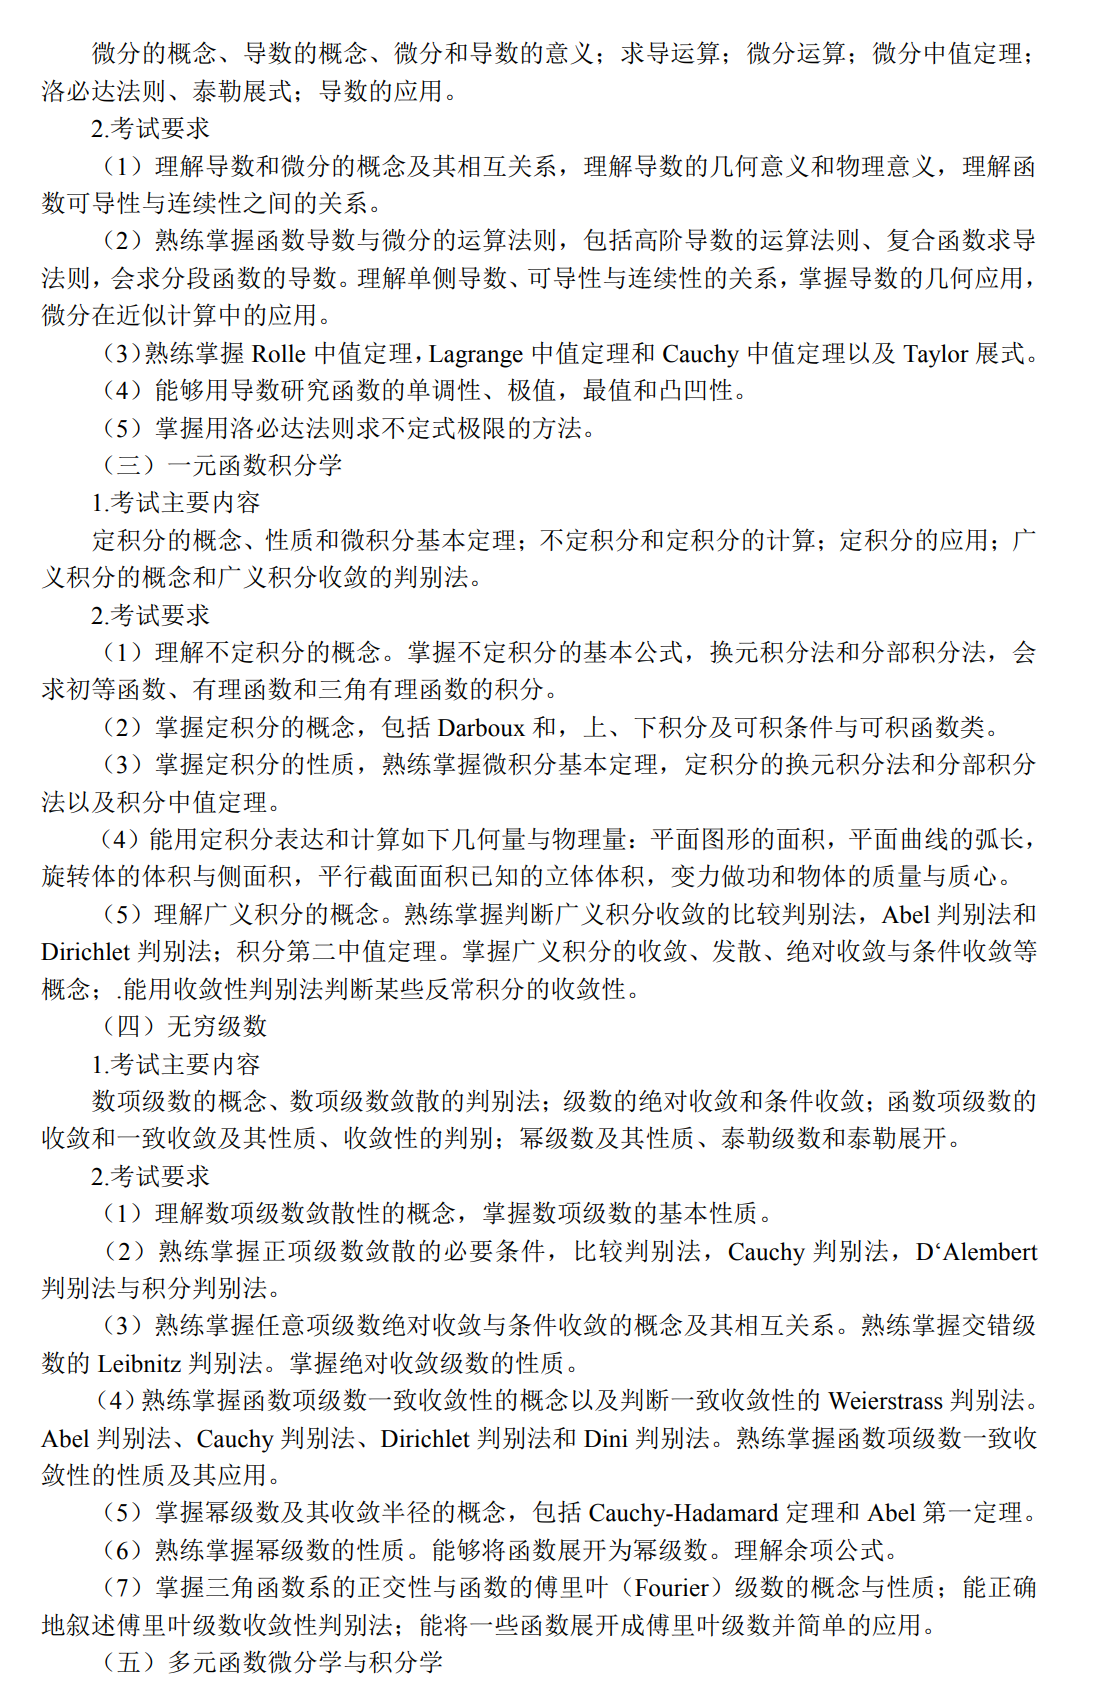 微分的概念、导数的概念、微分和导数的意义；求导运算；微分运算；微分中值定理；
洛必达法则、泰勒展式；导数的应用。
2.考试要求
（1）理解导数和微分的概念及其相互关系，理解导数的几何意义和物理意义，理解函
数可导性与连续性之间的关系。
（2）熟练掌握函数导数与微分的运算法则，包括高阶导数的运算法则、复合函数求导
法则，会求分段函数的导数。理解单侧导数、可导性与连续性的关系，掌握导数的几何应用，
微分在近似计算中的应用。
（3）熟练掌握 Rolle 中值定理，Lagrange 中值定理和 Cauchy 中值定理以及 Taylor 展式。
（4）能够用导数研究函数的单调性、极值，最值和凸凹性。
（5）掌握用洛必达法则求不定式极限的方法。
（三）一元函数积分学
1.考试主要内容
定积分的概念、性质和微积分基本定理；不定积分和定积分的计算；定积分的应用；广
义积分的概念和广义积分收敛的判别法。
2.考试要求
（1）理解不定积分的概念。掌握不定积分的基本公式，换元积分法和分部积分法，会
求初等函数、有理函数和三角有理函数的积分。
（2）掌握定积分的概念，包括 Darboux 和，上、下积分及可积条件与可积函数类。
（3）掌握定积分的性质，熟练掌握微积分基本定理，定积分的换元积分法和分部积分
法以及积分中值定理。
（4）能用定积分表达和计算如下几何量与物理量：平面图形的面积，平面曲线的弧长，
旋转体的体积与侧面积，平行截面面积已知的立体体积，变力做功和物体的质量与质心。
（5）理解广义积分的概念。熟练掌握判断广义积分收敛的比较判别法，Abel 判别法和
Dirichlet 判别法；积分第二中值定理。掌握广义积分的收敛、发散、绝对收敛与条件收敛等
概念；.能用收敛性判别法判断某些反常积分的收敛性。
（四）无穷级数
1.考试主要内容
数项级数的概念、数项级数敛散的判别法；级数的绝对收敛和条件收敛；函数项级数的
收敛和一致收敛及其性质、收敛性的判别；幂级数及其性质、泰勒级数和泰勒展开。
2.考试要求
（1）理解数项级数敛散性的概念，掌握数项级数的基本性质。
（2）熟练掌握正项级数敛散的必要条件，比较判别法，Cauchy 判别法，D‘Alembert
判别法与积分判别法。
（3）熟练掌握任意项级数绝对收敛与条件收敛的概念及其相互关系。熟练掌握交错级
数的 Leibnitz 判别法。掌握绝对收敛级数的性质。
（4）熟练掌握函数项级数一致收敛性的概念以及判断一致收敛性的 Weierstrass 判别法。
Abel 判别法、Cauchy 判别法、Dirichlet 判别法和 Dini 判别法。熟练掌握函数项级数一致收
敛性的性质及其应用。
（5）掌握幂级数及其收敛半径的概念，包括 Cauchy-Hadamard 定理和 Abel 第一定理。
（6）熟练掌握幂级数的性质。能够将函数展开为幂级数。理解余项公式。
（7）掌握三角函数系的正交性与函数的傅里叶（Fourier）级数的概念与性质；能正确
地叙述傅里叶级数收敛性判别法；能将一些函数展开成傅里叶级数并简单的应用。
（五）多元函数微分学与积分学